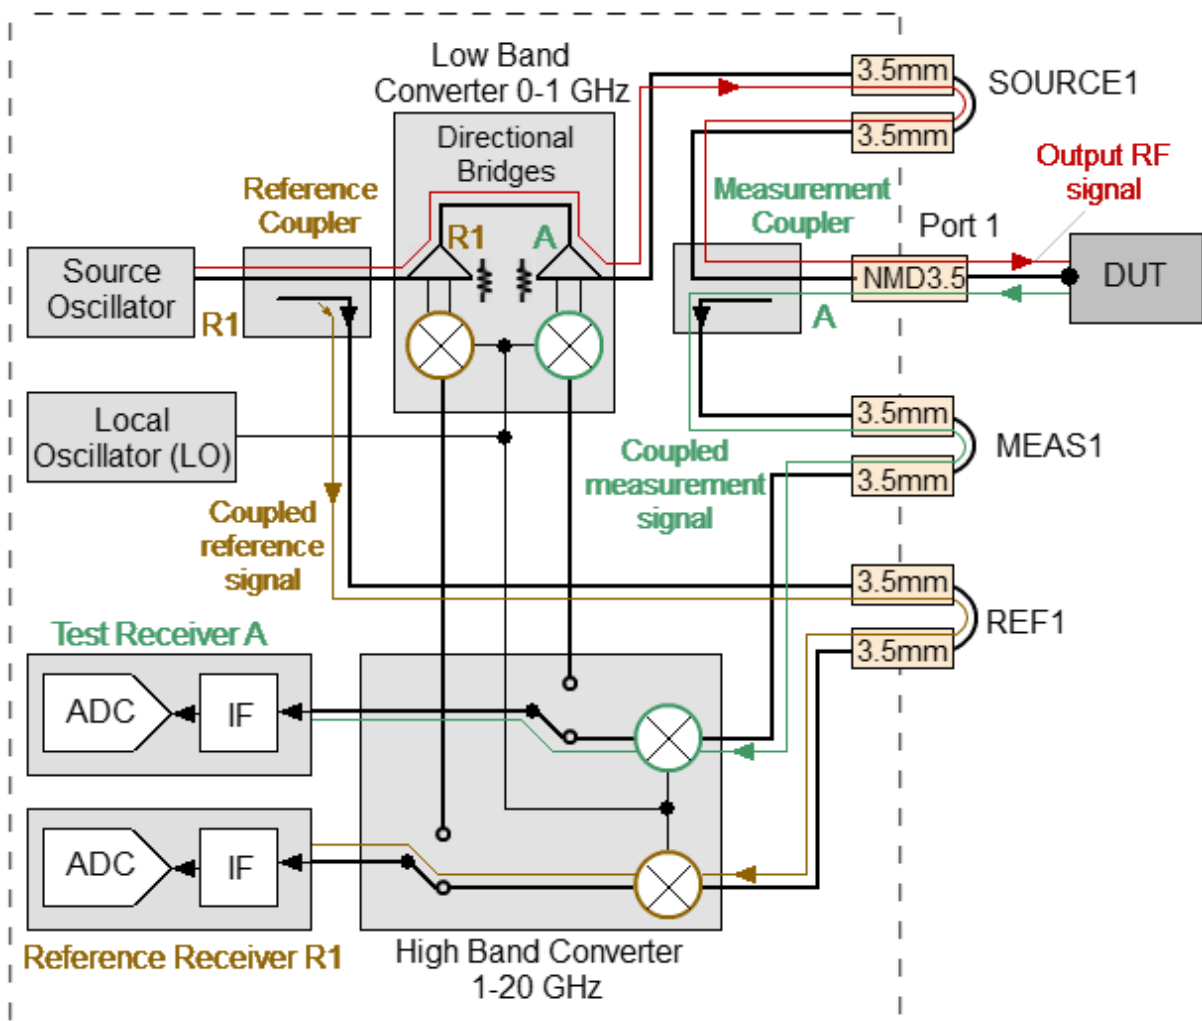 Low Band
Converter 0-1 GHz
3.5mm
SOURCE1
3.5mm
Directional
Bridges
Reference
Coupler
Measurement
Coupler
Output RF
signal
R1
A
Port 1
Source
Oscillator
R1
NMD3.5
DUT
A
Local
Oscillator (LO)
3.5mm
MEAS1
3.5mm
Coupled
measurement
signal
Coupled
reference
signal
3.5mm
REF1
3.5mm
Test Receiver A
ADC
IF
ADC
IF
Reference Receiver R1
High Band Converter
1-20 GHz